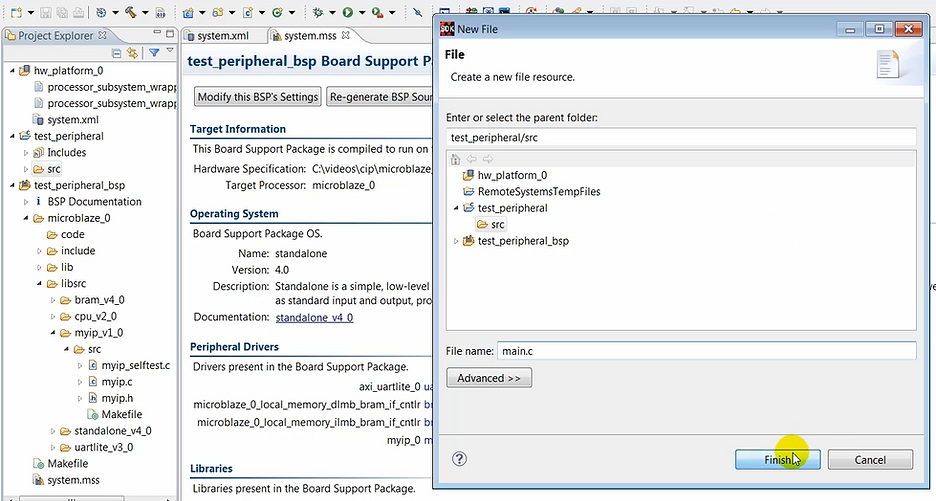 Project Explorer
hw_platform_0
processor_subsystem_wrapp
processor_subsystem_wrapp
system.xml
test_peripheral
Includes
src
test_peripheral_bsp
BSP Documentation
microblaze_0
code
include
lib
libsrc
bram_v4_0
cpu_v2_0
myip_v1_0
src
myip_selftest.c
myip.c
myip.h
Makefile
standalone_v4_0
uartlite_v3_0
Makefile
system.mss
system.xml
system.mss
test_peripheral_bsp Board Support P
Modify this BSP's Settings
Re-generate BSP Sour
Target Information
This Board Support Package is compiled to run on
Hardware Specification: C:\videos\cip\microblaze_
Target Processor: microblaze_0
Operating System
Board Support Package OS.
Name: standalone
Version: 4.0
Description: Standalone is a simple, low-level
as standard input and output, pro
Documentation: standalone_v4_0
Peripheral Drivers
Drivers present in the Board Support Package.
axi_uartlite_0 ua
microblaze_0_local_memory_dlmb_bram_if_cntlr br
microblaze_0_local_memory_ilmb_bram_if_cntlr br
myip_0 m
Libraries
Libraries present in the Board Support Package.
SDK New File
File
Create a new file resource.
Enter or select the parent folder:
test_peripheral/src
hw_platform_0
RemoteSystemsTempFiles
test_peripheral
src
test_peripheral_bsp
File name: main.c
Advanced >>
Finish
Cancel